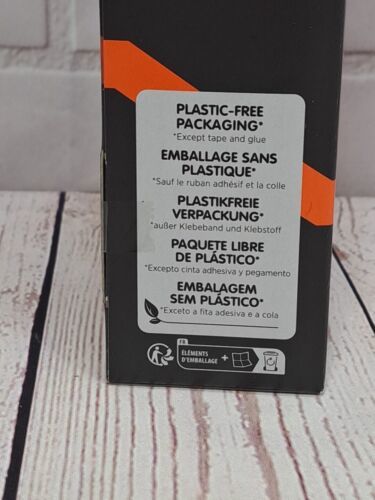 PLASTIC-FREE
PACKAGING*
*Except tape and glue
EMBALLAGE SANS
PLASTIQUE*
*Sauf le ruban adhésif et la colle
PLASTIKFREIE
VERPACKUNG*
*außer Klebeband und Klebstoff
PAQUETE LIBRE
DE PLÁSTICO*
*Excepto cinta adhesiva y pegamento
EMBALAGEM
SEM PLÁSTICO*
*Exceto a fita adesiva e a cola
FR
ÉLÉMENTS
D'EMBALLAGE
+